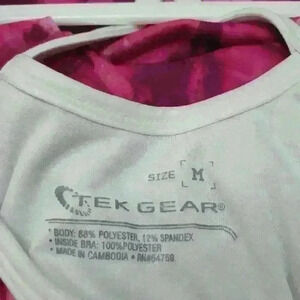 SIZE M
TEK GEAR®
• BODY: 88% POLYESTER, 12% SPANDEX
• INSIDE BRA: 100% POLYESTER
• MADE IN CAMBODIA • RN#64759